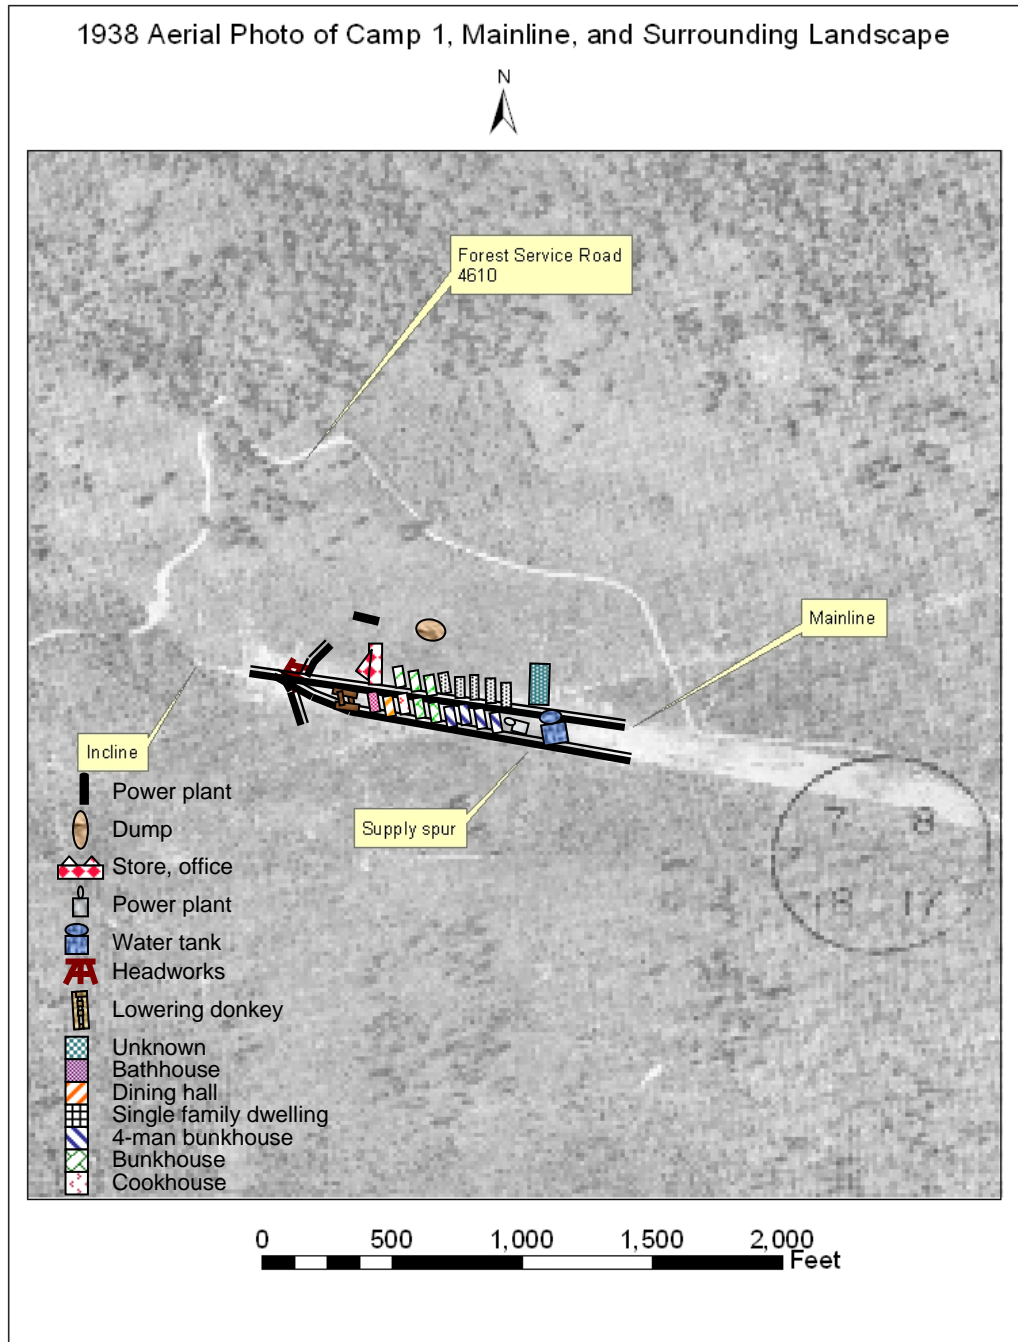 1938 Aerial Photo of Camp 1, Mainline, and Surrounding Landscape
N
Forest Service Road
4610
Mainline
Incline
Supply spur
7 8
18 17
Power plant
Dump
Store, office
Power plant
Water tank
Headworks
Lowering donkey
Unknown
Bathhouse
Dining hall
Single family dwelling
4-man bunkhouse
Bunkhouse
Cookhouse
0 500 1,000 1,500 2,000
Feet